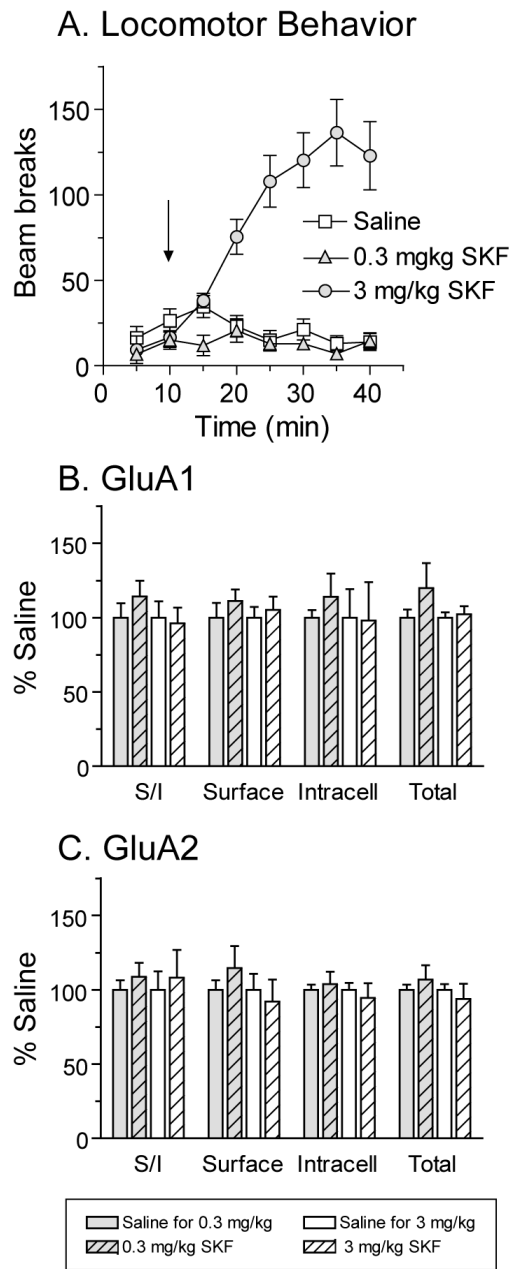 A. Locomotor Behavior
150
100
50
0
Beam breaks
Saline
0.3 mgkg SKF
3 mg/kg SKF
0 10 20 30 40
Time (min)
B. GluA1
150
100
50
0
% Saline
S/I Surface Intracell Total
C. GluA2
150
100
50
0
% Saline
S/I Surface Intracell Total
Saline for 0.3 mg/kg Saline for 3 mg/kg
0.3 mg/kg SKF 3 mg/kg SKF